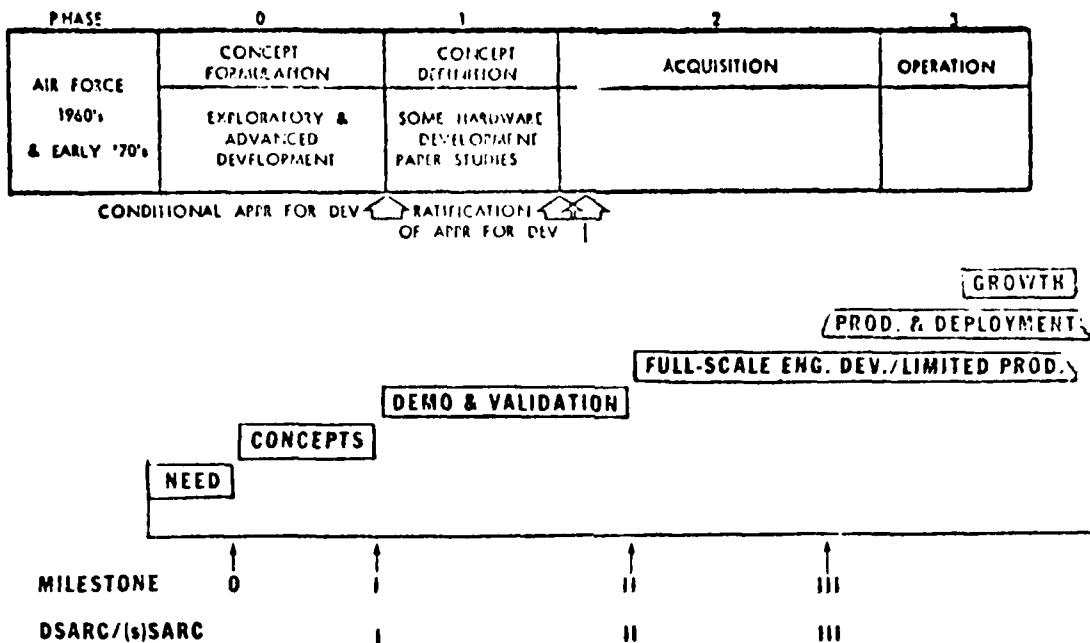 PHASE 0 1 2 3
AIR FORCE
1960's
& EARLY '70's
CONCEPT
FORMULATION
CONCEPT
DEFINITION
ACQUISITION
OPERATION
EXPLORATORY &
ADVANCED
DEVELOPMENT
SOME HARDWARE
DEVELOPMENT
PAPER STUDIES
CONDITIONAL APPR FOR DEV
RATIFICATION
OF APPR FOR DEV
GROWTH
PROD. & DEPLOYMENT
FULL-SCALE ENG. DEV./LIMITED PROD.
DEMO & VALIDATION
CONCEPTS
NEED
MILESTONE 0 I II III
DSARC/(s)SARC I II III